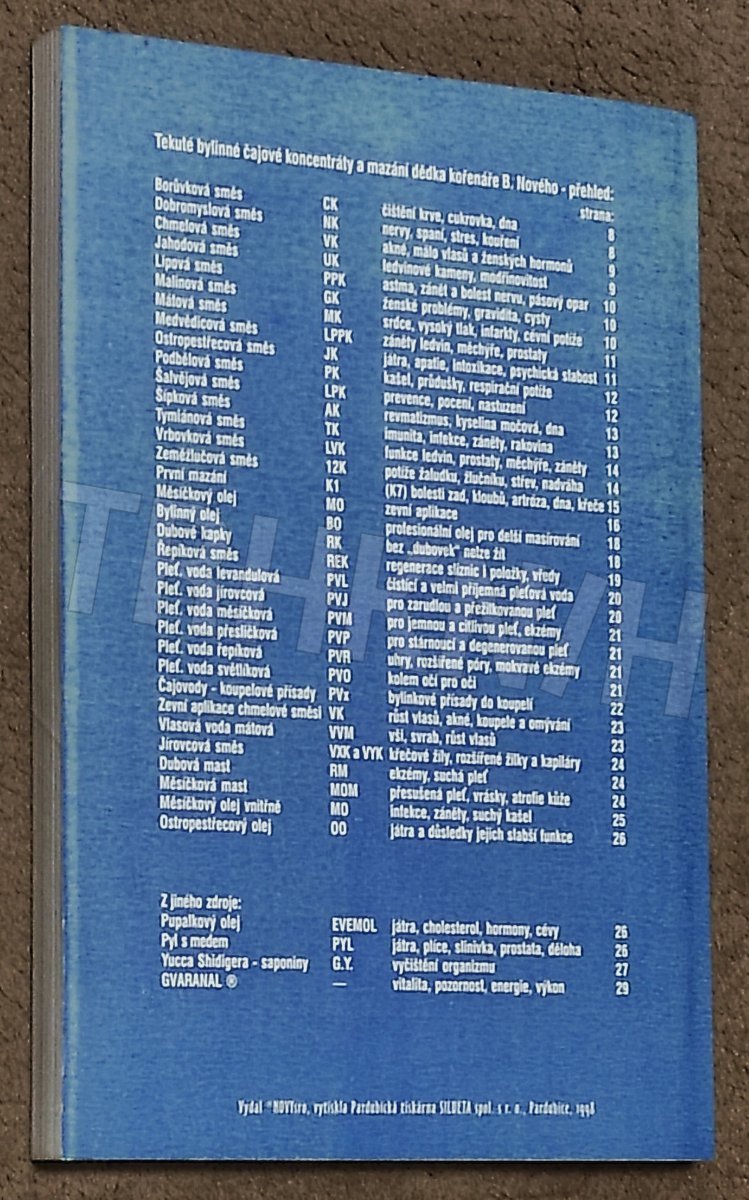 Tekuté bylinné čajové koncentráty a mazání dědka kořenáře B. Nového - přehled:
strana:
Borůvková směs CK čištění krve, cukrovka, dna 8
Dobromyslová směs NK nervy, spaní, stres, kouření 8
Chmelová směs VK akné, málo vlasů a ženských hormonů 9
Jahodová směs UK ledvinové kameny, modřinovitost 9
Lipová směs PPK astma, zánět a bolest nervu, pásový opar 10
Malinová směs GK ženské problémy, gravidita, cysty 10
Mátová směs MK srdce, vysoký tlak, infarkty, cévní potíže 10
Medvědicová směs LPPK záněty ledvin, měchýře, prostaty 11
Ostropestřecová směs JK játra, apatie, intoxikace, psychická slabost 11
Podbělová směs PK kašel, průdušky, respirační potíže 12
Šalvějová směs LPK prevence, pocení, nastuzení 12
Šípková směs AK revmatizmus, kyselina močová, dna 13
Tymiánová směs TK imunita, infekce, záněty, rakovina 13
Vrbovková směs LVK funkce ledvin, prostaty, měchýře, záněty 14
Zeměžlučová směs 12K potíže žaludku, žlučníku, střev, nadváha 14
První mazání K1 (K7) bolesti zad, kloubů, artróza, dna, křeče 15
Měsíčkový olej MO zevní aplikace 16
Bylinný olej BO profesionální olej pro delší masírování 18
Dubové kapky RK bez „dubovek“ nelze žít 18
Řepíková směs REK regenerace sliznic i položky, vředy 19
Pleť. voda levandulová PVL čistící a velmi příjemná pleťová voda 20
Pleť. voda jírovcová PVJ pro zarudlou a přežilkovanou pleť 20
Pleť. voda měsíčková PVM pro jemnou a citlivou pleť, ekzémy 21
Pleť. voda přesličková PVP pro stárnoucí a degenerovanou pleť 21
Pleť. voda řepíková PVR uhry, rozšířené póry, mokvavé ekzémy 21
Pleť. voda světlíková PVO kolem očí pro oči 21
Čajovody - koupelové přísady PVx bylinkové přísady do koupelí 22
Zevní aplikace chmelové směsi VK růst vlasů, akné, koupele a omývání 23
Vlasová voda mátová VVM vši, svrab, růst vlasů 23
Jírovcová směs VXK a VYK křečové žíly, rozšířené žilky a kapiláry 24
Dubová mast RM ekzémy, suchá pleť 24
Měsíčková mast MOM přesušená pleť, vrásky, atrofie kůže 24
Měsíčkový olej vnitřně MO infekce, záněty, suchý kašel 25
Ostropestřecový olej OO játra a důsledky jejich slabší funkce 26
Z jiného zdroje:
Pupalkový olej EVEMOL játra, cholesterol, hormony, cévy 26
Pyl s medem PYL játra, plíce, slinivka, prostata, děloha 26
Yucca Shidigera - saponiny G.Y. vyčištění organizmu 27
GVARANAL ® — vitalita, pozornost, energie, výkon 29
Vydal ®NOVYsro, vytiskla Pardubická tiskárna SILUETA spol. s r. o., Pardubice, 1998